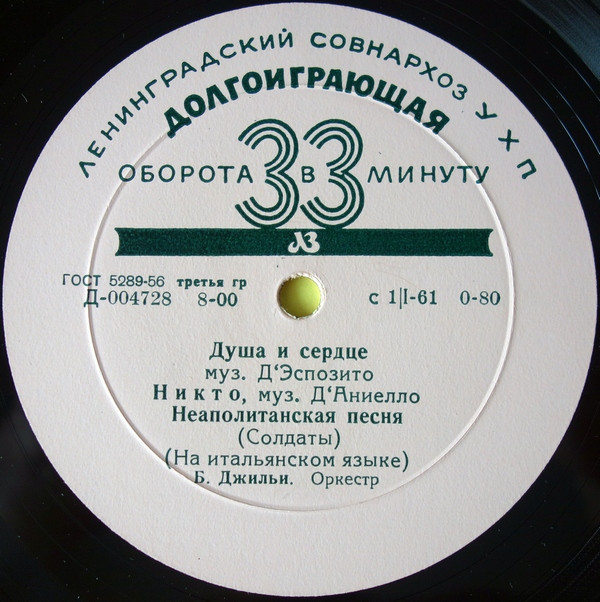 ЛЕНИНГРАДСКИЙ СОВНАРХОЗ УХП
ДОЛГОИГРАЮЩАЯ
ОБОРОТА 33 В МИНУТУ
ЛЗ
ГОСТ 5289-56 третья гр
Д-004728 8-00 с 1|I-61 0-80
Душа и сердце
муз. Д'Эспозито
Никто, муз. Д'Аниелло
Неаполитанская песня
(Солдаты)
(На итальянском языке)
Б. Джильи. Оркестр